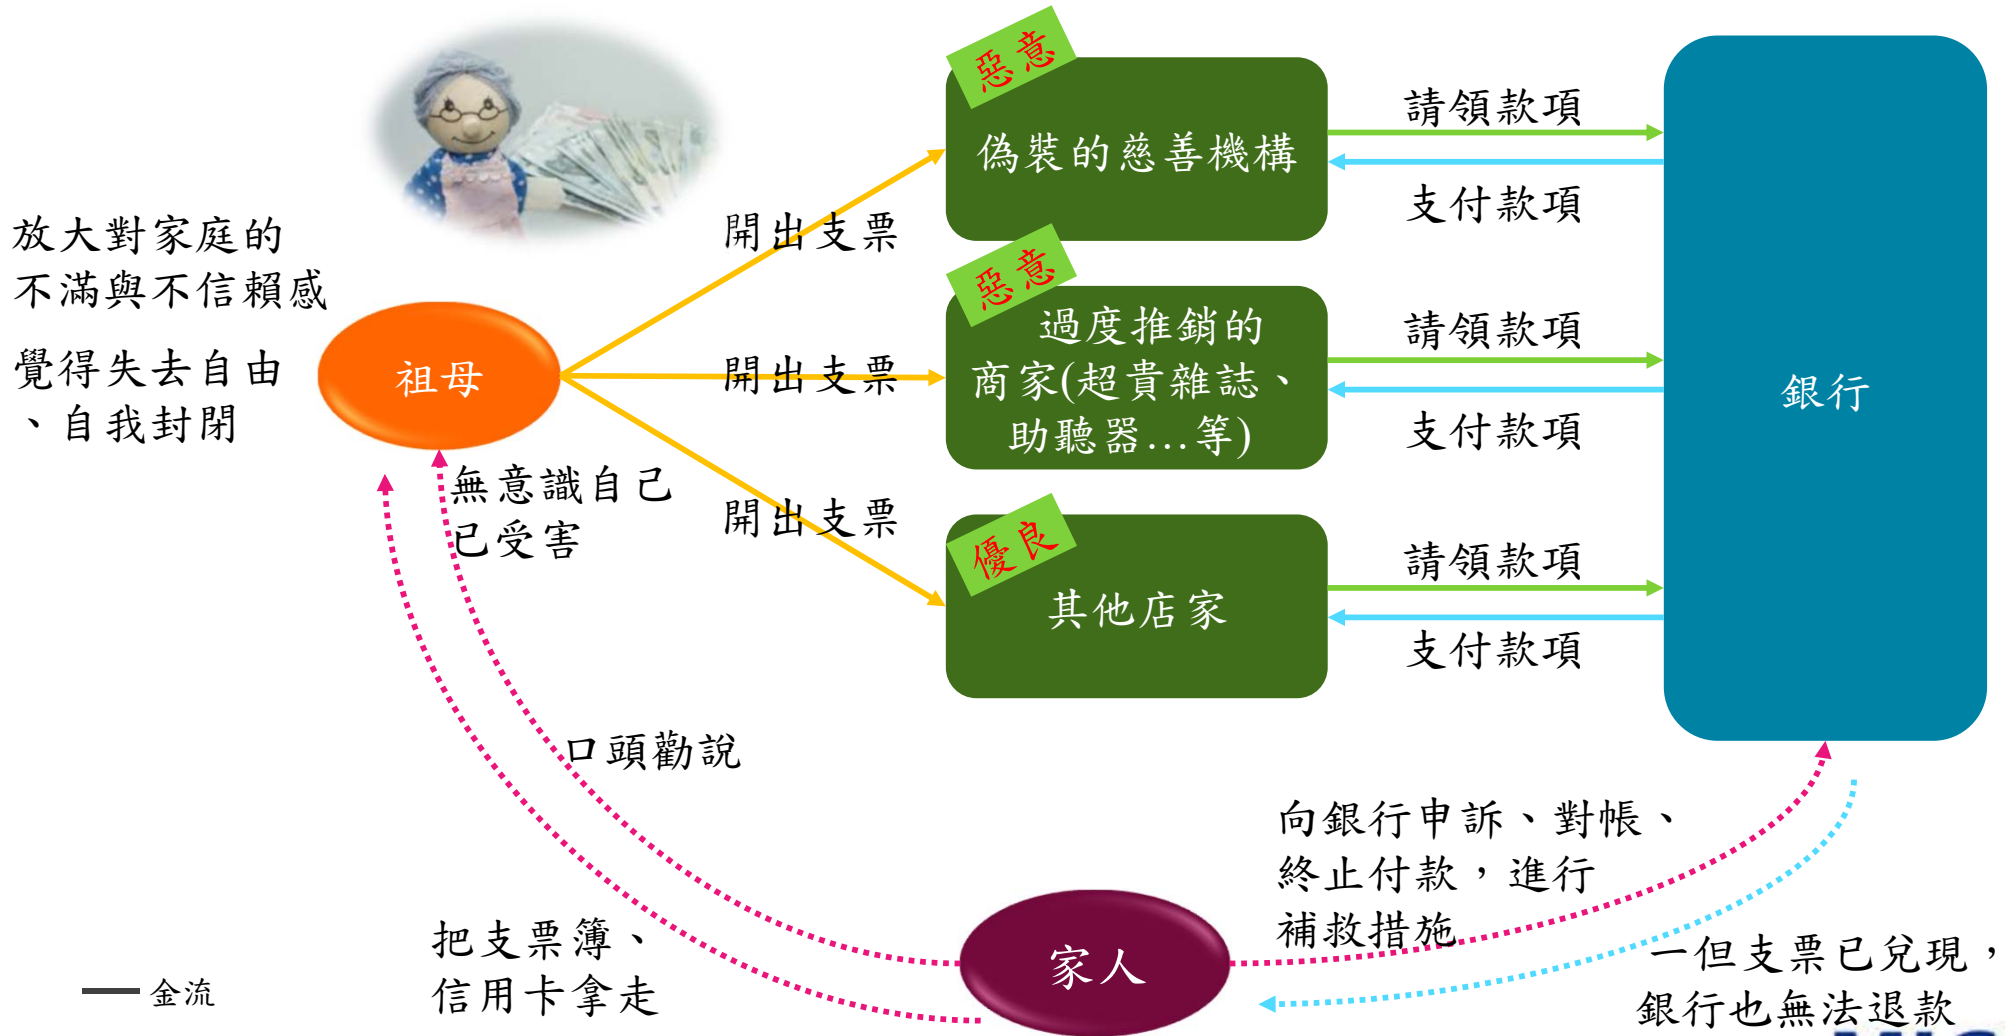 惡意
偽裝的慈善機構
請領款項
支付款項
開出支票
放大對家庭的
不滿與不信賴感
覺得失去自由
、自我封閉
祖母
惡意
過度推銷的
商家(超貴雜誌、
助聽器…等)
開出支票
請領款項
支付款項
銀行
無意識自己
已受害
開出支票
優良
其他店家
請領款項
支付款項
口頭勸說
向銀行申訴、對帳、
終止付款，進行
補救措施
把支票簿、
信用卡拿走
家人
一但支票已兌現，
銀行也無法退款
金流